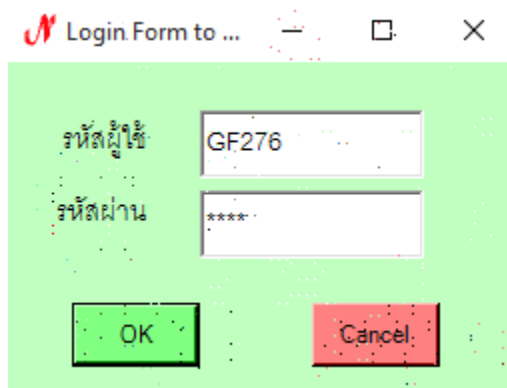 N Login Form to ...
รหัสผู้ใช้
GF276
รหัสผ่าน
****
OK
Cancel